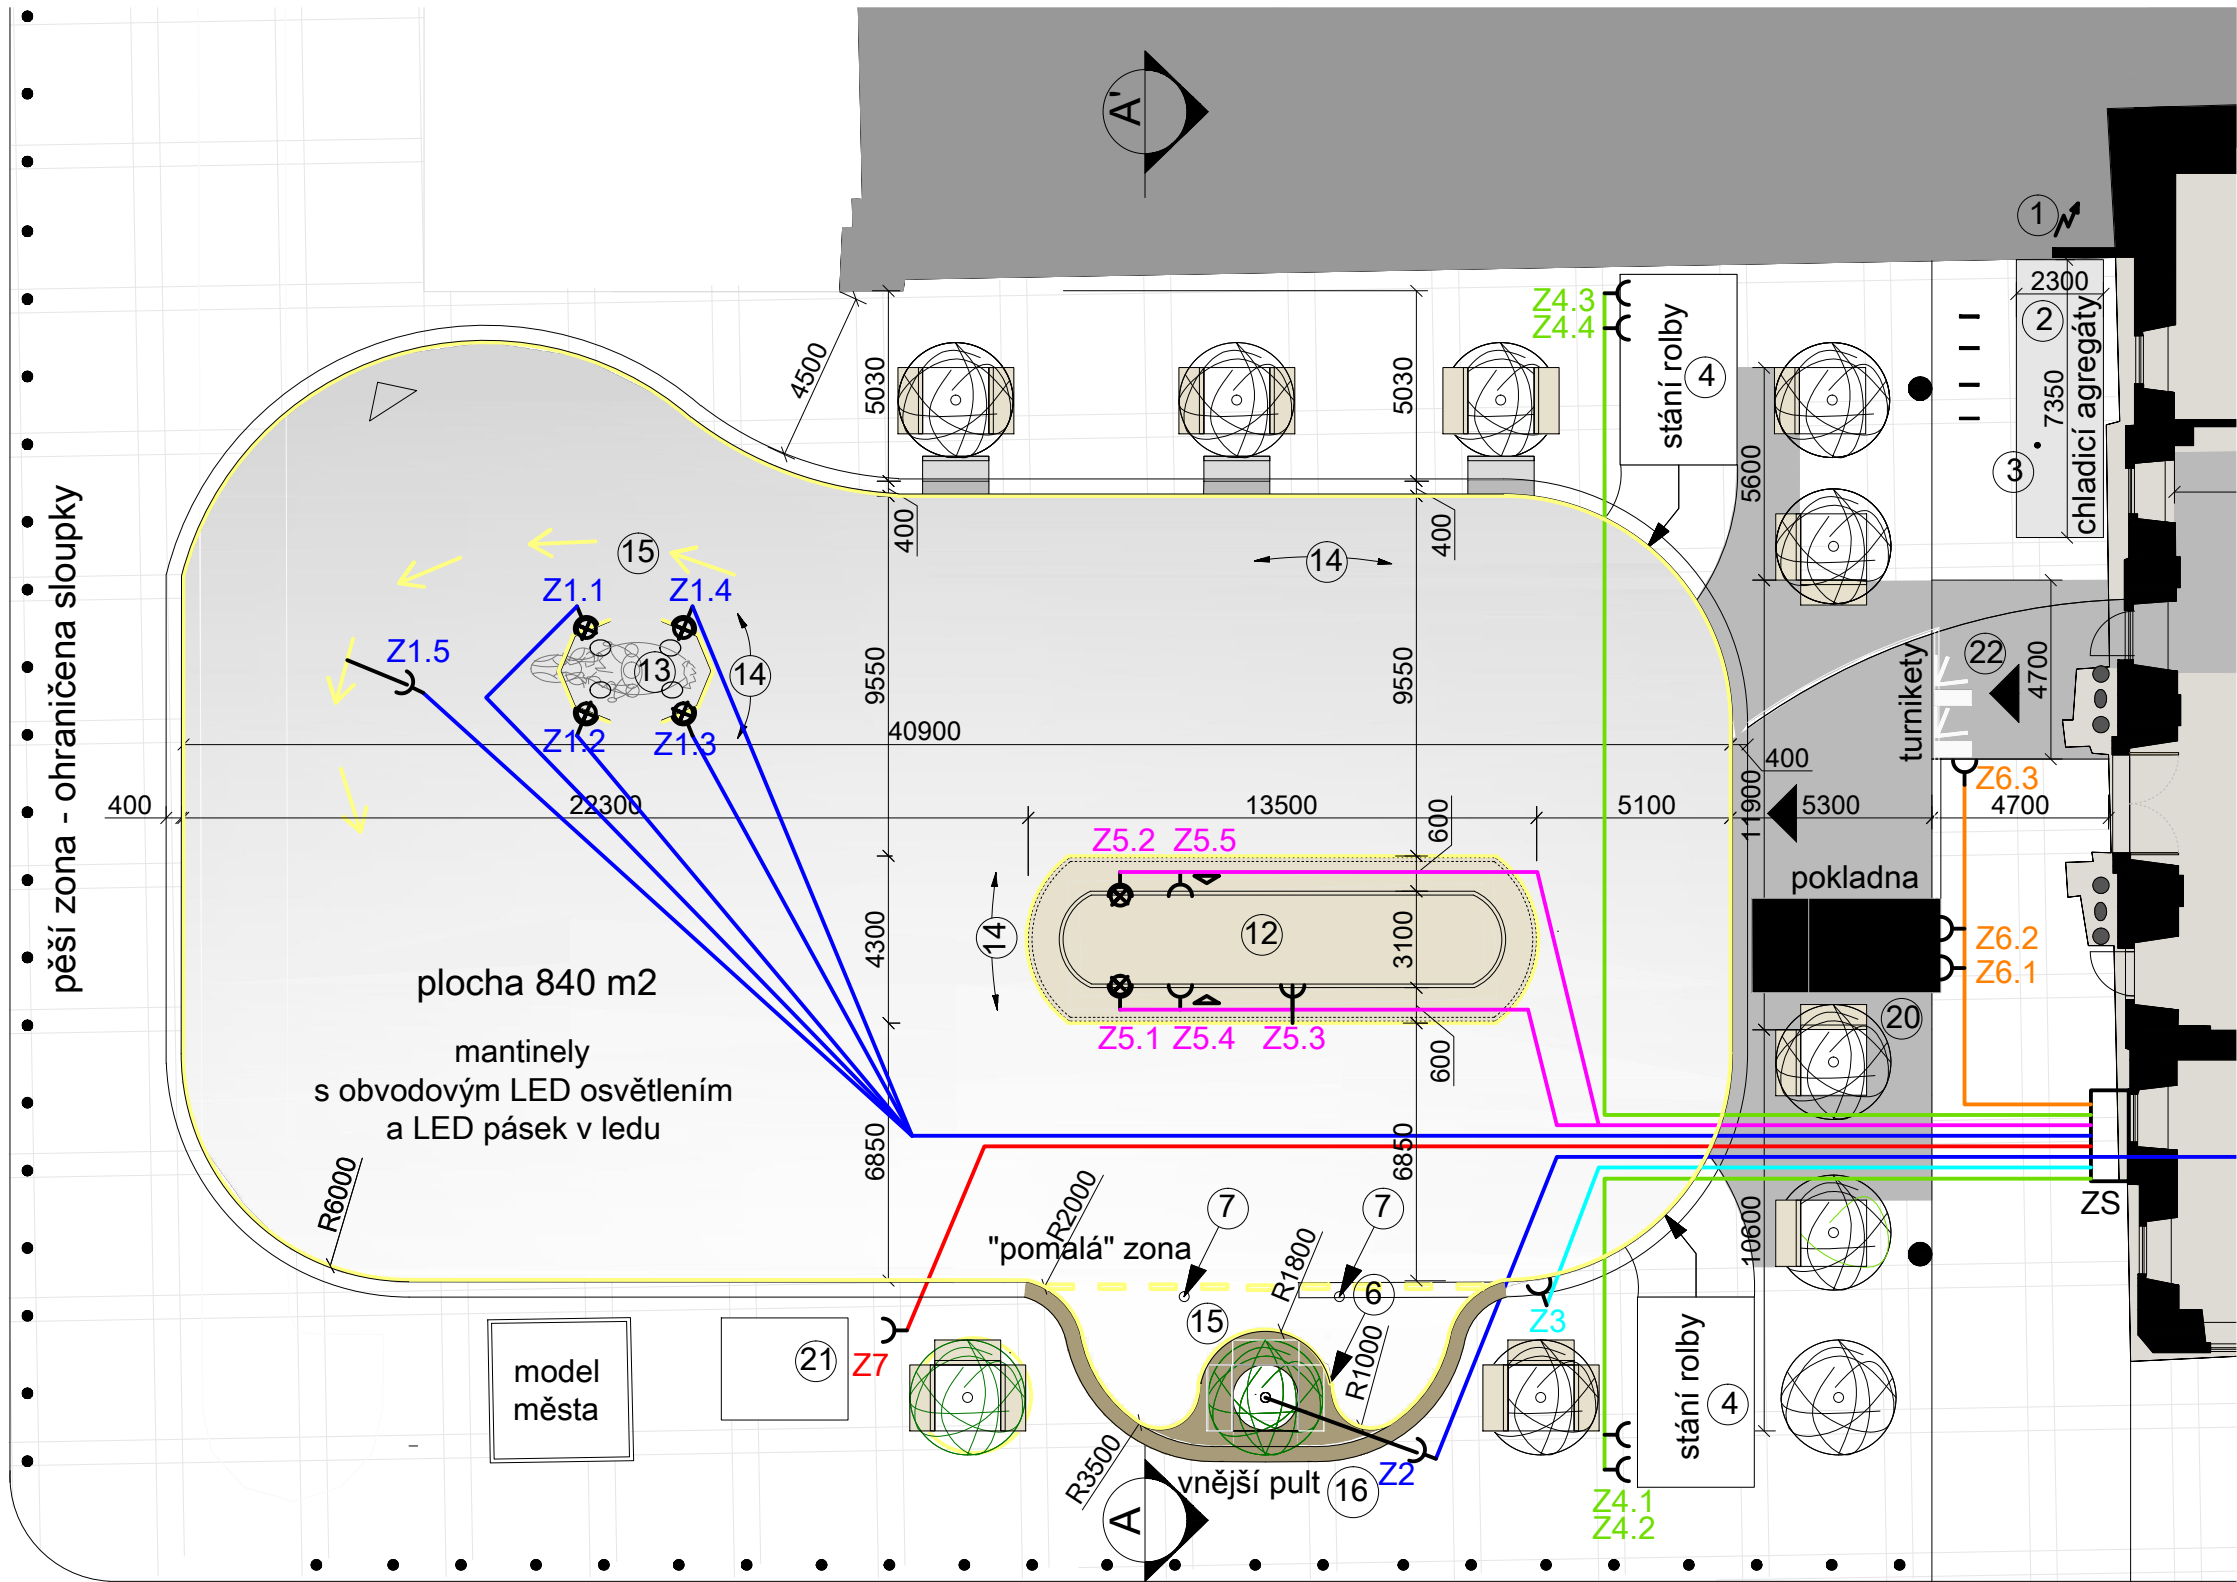 A'
1
2300
2
chladicí agregáty
7350
3
Z4.3
Z4.4
stání rolby
4
4500
5030
5030
5600
400
400
14
15
Z1.1
Z1.4
Z1.5
13
14
Z1.2
Z1.3
9550
9550
40900
22
4700
turnikety
400
Z6.3
400
22300
13500
600
5100
11900
5300
4700
pěší zona - ohraničena sloupky
Z5.2
Z5.5
pokladna
14
4300
12
3100
Z6.2
Z6.1
plocha 840 m2
20
Z5.1
Z5.4
Z5.3
600
mantinely
s obvodovým LED osvětlením
a LED pásek v ledu
6850
6850
R6000
R2000
7
7
ZS
"pomalá" zona
R1800
10600
6
15
Z3
R1000
model
města
21
Z7
stání rolby
4
R3500
vnější pult
16
Z2
Z4.1
Z4.2
A